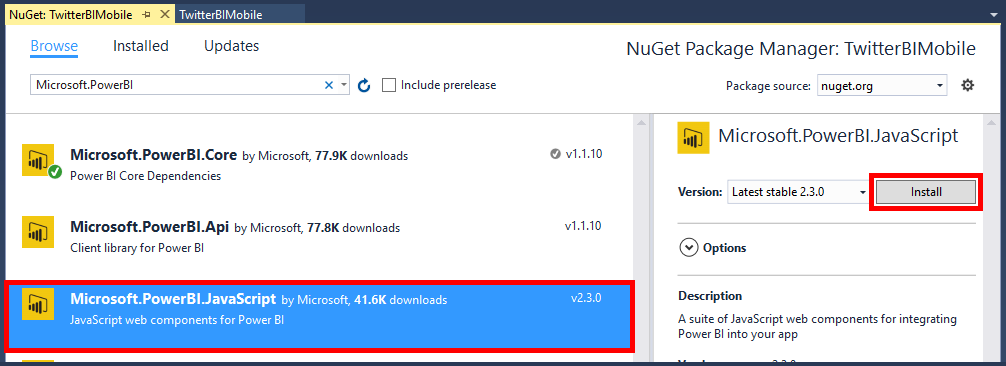 NuGet: TwitterBIMobile TwitterBIMobile
Browse Installed Updates
NuGet Package Manager: TwitterBIMobile
Microsoft.PowerBI
Include prerelease
Package source: nuget.org
Microsoft.PowerBI.Core by Microsoft, 77.9K downloads v1.1.10
Power BI Core Dependencies
Microsoft.PowerBI.Api by Microsoft, 77.8K downloads v1.1.10
Client library for Power BI
Microsoft.PowerBI.JavaScript by Microsoft, 41.6K downloads v2.3.0
JavaScript web components for Power BI
Microsoft.PowerBI.JavaScript
Version: Latest stable 2.3.0 Install
Options
Description
A suite of JavaScript web components for integrating
Power BI into your app